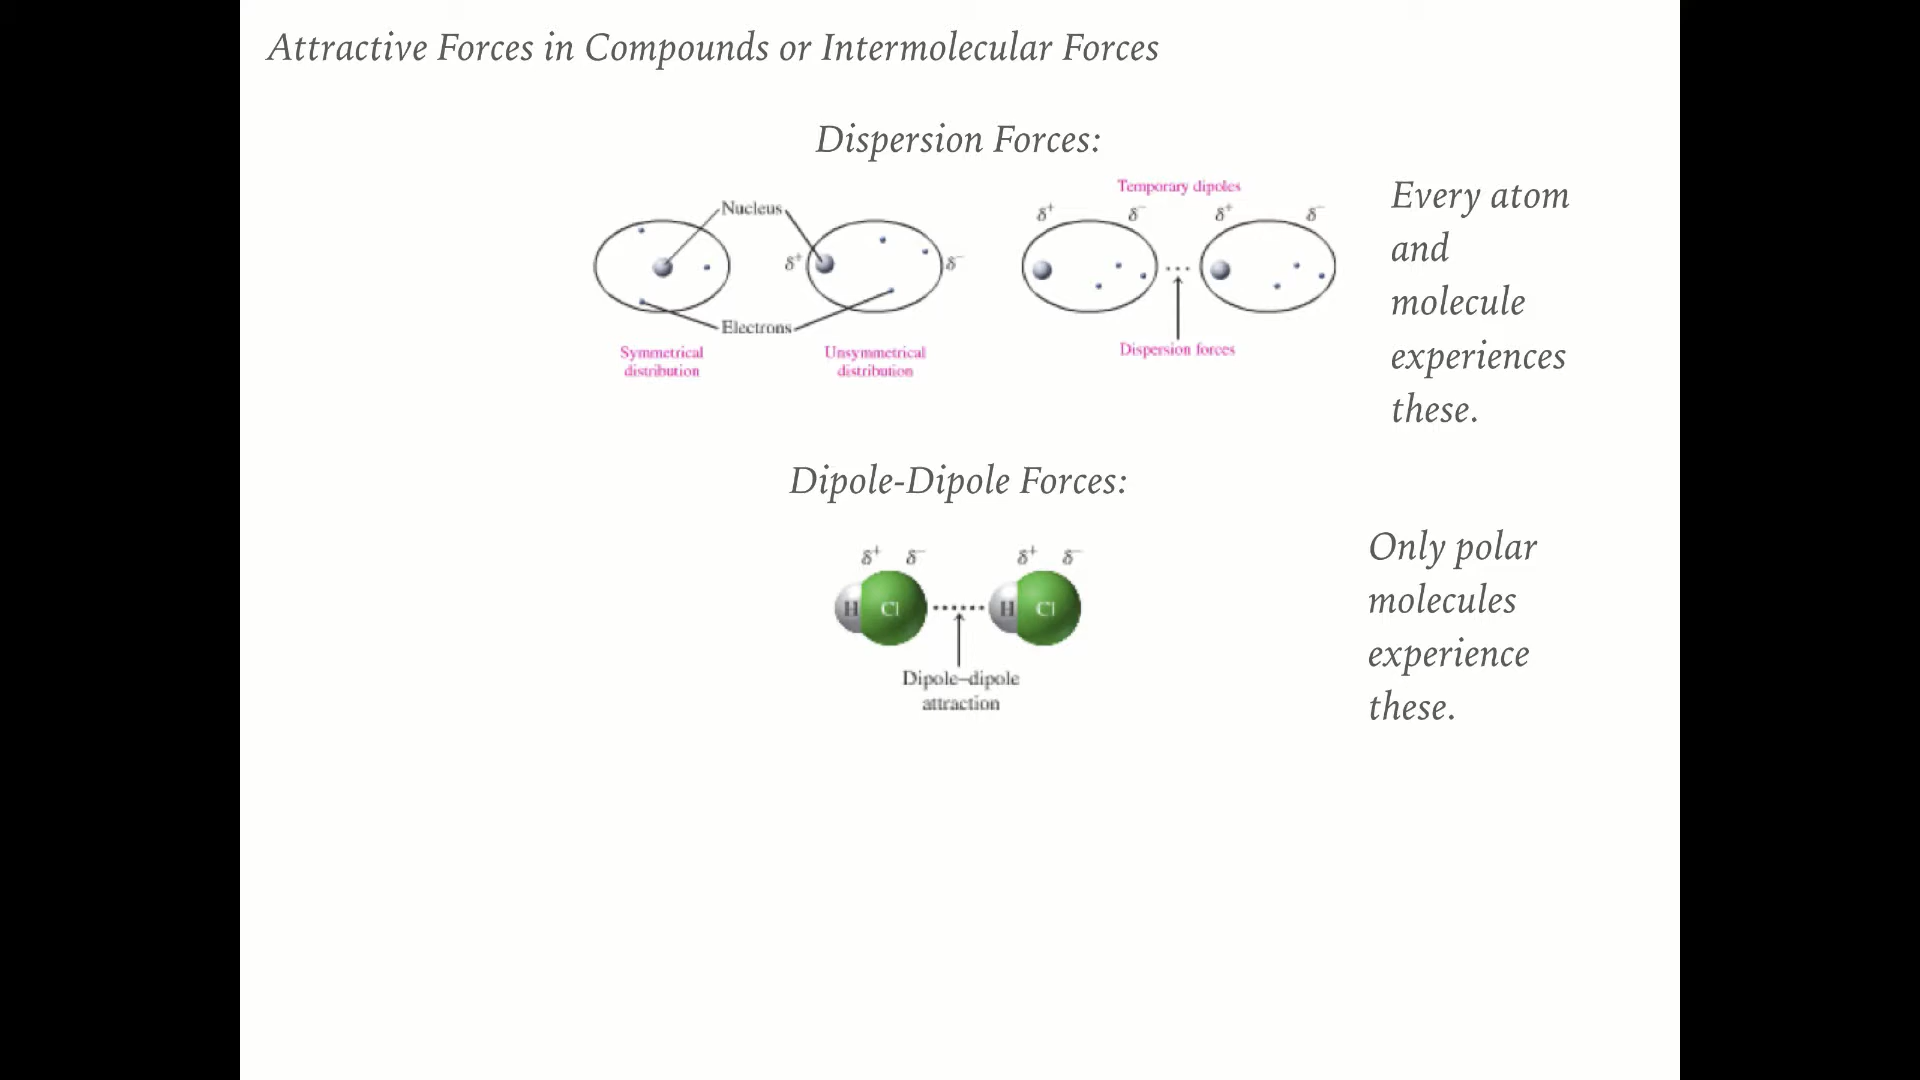 Attractive Forces in Compounds or Intermolecular Forces
Dispersion Forces:
Temporary dipoles
Nucleus
δ⁺ δ⁻ δ⁺ δ⁻
δ⁺ δ⁻
Electrons
Symmetrical
distribution
Unsymmetrical
distribution
Dispersion forces
Every atom
and
molecule
experiences
these.
Dipole-Dipole Forces:
δ⁺ δ⁻ δ⁺ δ⁻
H Cl H Cl
Dipole–dipole
attraction
Only polar
molecules
experience
these.